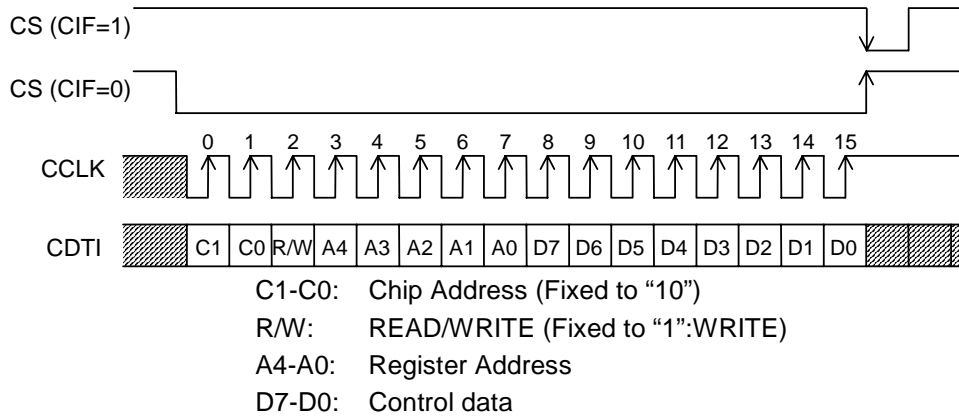 CS (CIF=1)
CS (CIF=0)
0 1 2 3 4 5 6 7 8 9 10 11 12 13 14 15
CCLK
CDTI C1 C0 R/W A4 A3 A2 A1 A0 D7 D6 D5 D4 D3 D2 D1 D0
C1-C0: Chip Address (Fixed to “10”)
R/W: READ/WRITE (Fixed to “1”:WRITE)
A4-A0: Register Address
D7-D0: Control data